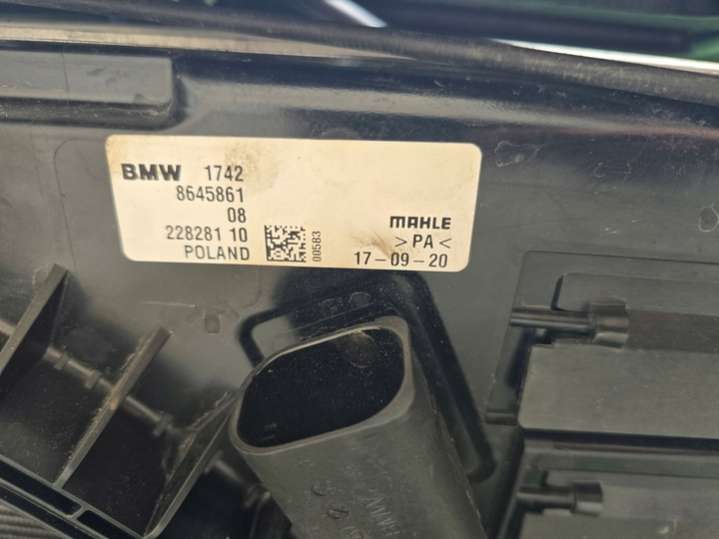 BMW 1742
8645861
08
228281 10
POLAND
00583
MAHLE
>PA<
17-09-20